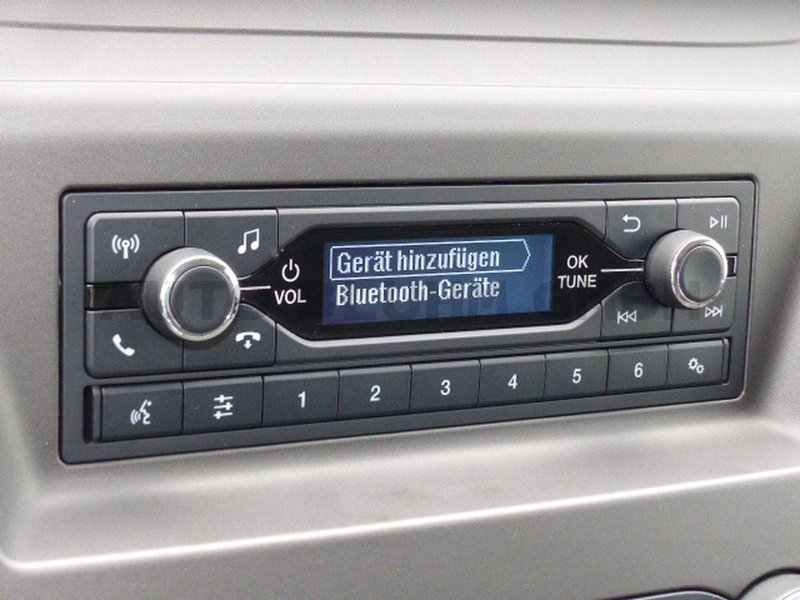 Gerät hinzufügen
Bluetooth-Geräte
VOL
OK
TUNE
1 2 3 4 5 6